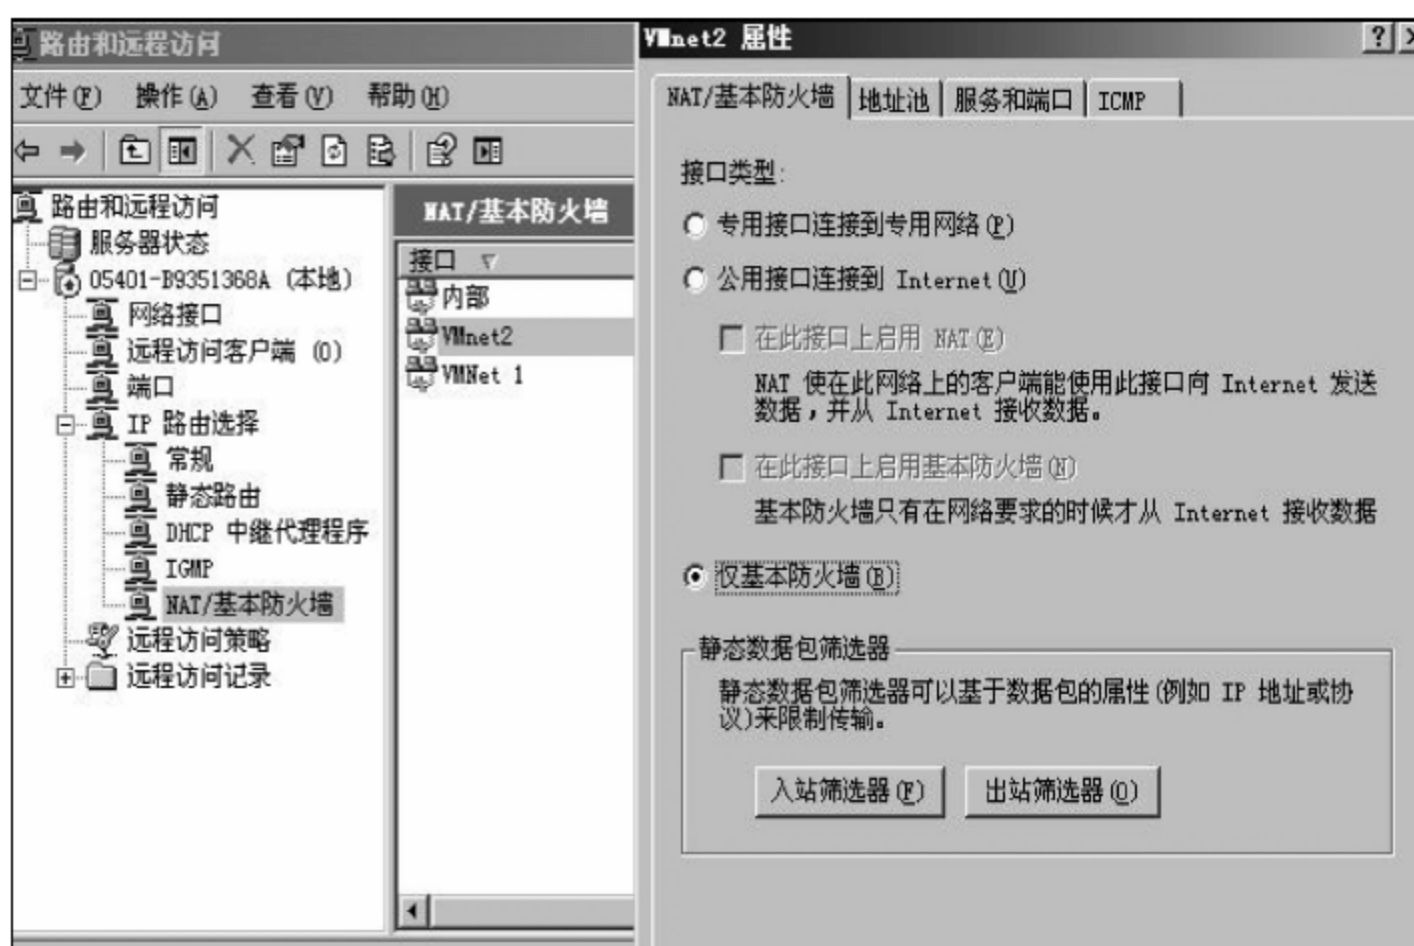 路由和远程访问
文件(F) 操作(A) 查看(V) 帮助(H)
路由和远程访问
服务器状态
05401-B9351368A (本地)
网络接口
远程访问客户端 (0)
端口
IP 路由选择
常规
静态路由
DHCP 中继代理程序
IGMP
NAT/基本防火墙
远程访问策略
远程访问记录
NAT/基本防火墙
接口
内部
VMnet2
VMNet 1
VMnet2 属性
NAT/基本防火墙 地址池 服务和端口 ICMP
接口类型:
专用接口连接到专用网络(P)
公用接口连接到 Internet(U)
在此接口上启用 NAT(E)
NAT 使在此网络上的客户端能使用此接口向 Internet 发送
数据，并从 Internet 接收数据。
在此接口上启用基本防火墙(N)
基本防火墙只有在网络要求的时候才从 Internet 接收数据
仅基本防火墙(B)
静态数据包筛选器
静态数据包筛选器可以基于数据包的属性(例如 IP 地址或协
议)来限制传输。
入站筛选器(F) 出站筛选器(O)